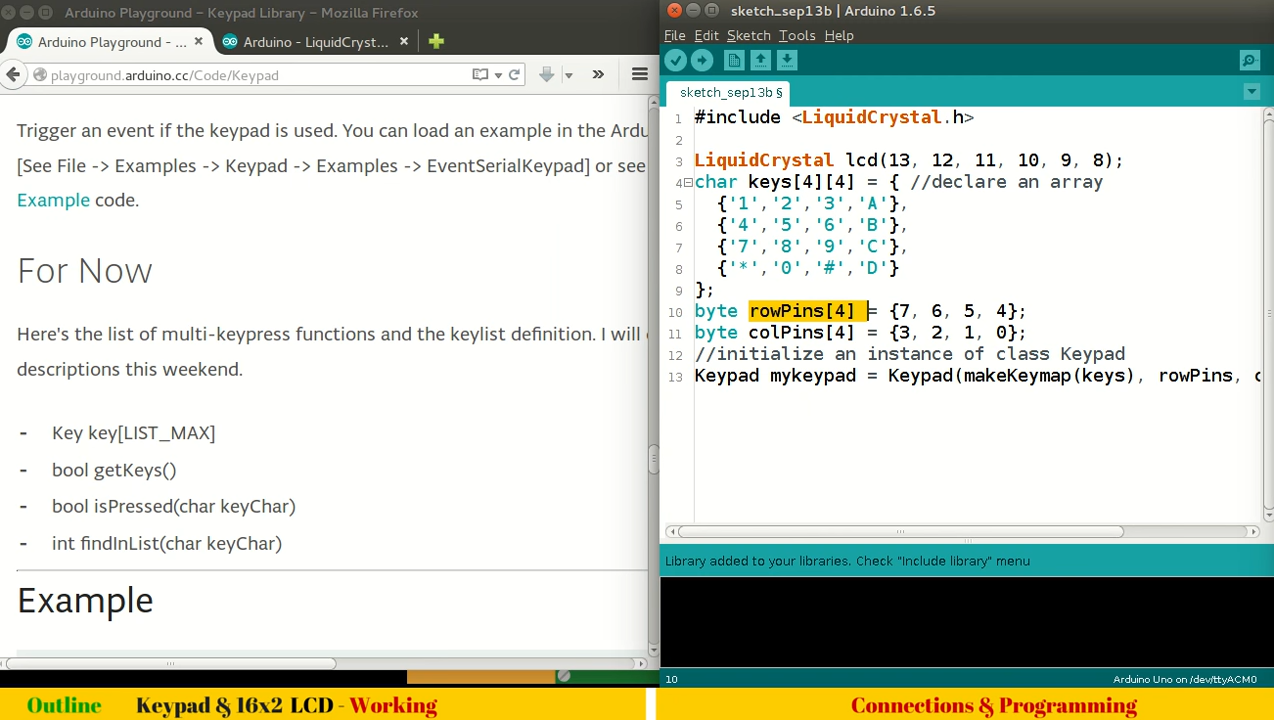 Arduino Playground – Keypad Library – Mozilla Firefox
Arduino Playground - ... ×
Arduino - LiquidCryst... ×
playground.arduino.cc/Code/Keypad
Trigger an event if the keypad is used. You can load an example in the Ardu
[See File -> Examples -> Keypad -> Examples -> EventSerialKeypad] or see
Example code.
For Now
Here's the list of multi-keypress functions and the keylist definition. I will
descriptions this weekend.
- Key key[LIST_MAX]
- bool getKeys()
- bool isPressed(char keyChar)
- int findInList(char keyChar)
Example
sketch_sep13b | Arduino 1.6.5
File Edit Sketch Tools Help
sketch_sep13b §
1 #include <LiquidCrystal.h>
2
3 LiquidCrystal lcd(13, 12, 11, 10, 9, 8);
4 char keys[4][4] = { //declare an array
5 {'1','2','3','A'},
6 {'4','5','6','B'},
7 {'7','8','9','C'},
8 {'*','0','#','D'}
9 };
10 byte rowPins[4] = {7, 6, 5, 4};
11 byte colPins[4] = {3, 2, 1, 0};
12 //initialize an instance of class Keypad
13 Keypad mykeypad = Keypad(makeKeymap(keys), rowPins, c
Library added to your libraries. Check "Include library" menu
10
Arduino Uno on /dev/ttyACM0
Outline Keypad & 16x2 LCD - Working
Connections & Programming